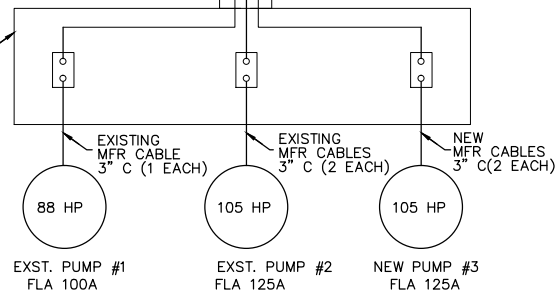 EXISTING
MFR CABLE
3" C (1 EACH)
EXISTING
MFR CABLES
3" C (2 EACH)
NEW
MFR CABLES
3" C(2 EACH)
88 HP
105 HP
105 HP
EXST. PUMP #1
FLA 100A
EXST. PUMP #2
FLA 125A
NEW PUMP #3
FLA 125A